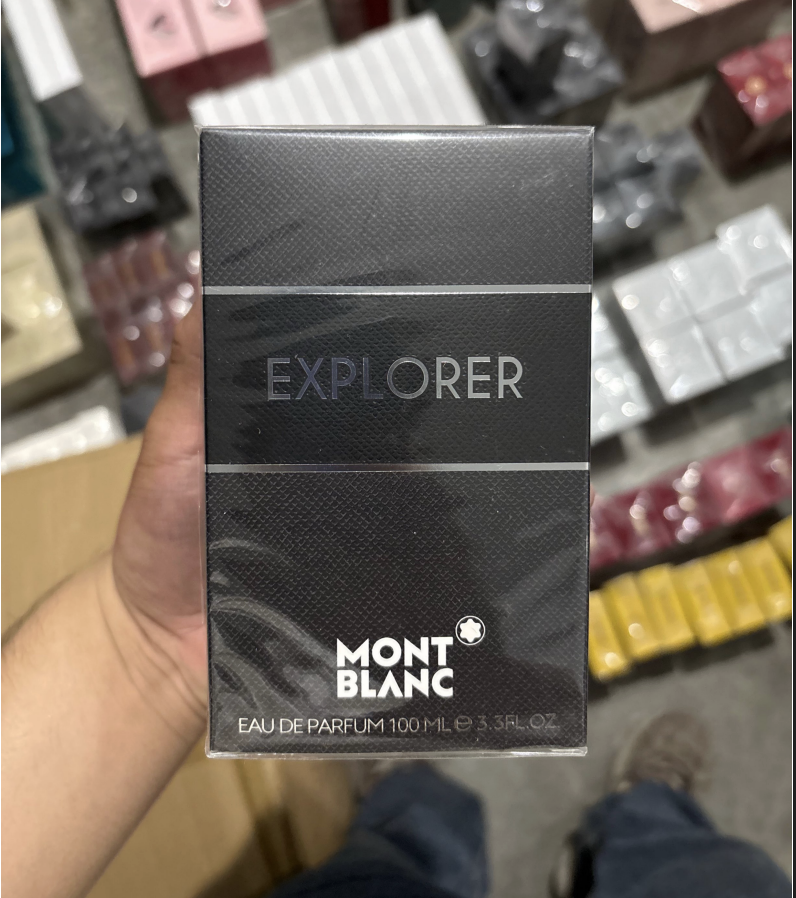 EXPLORER
MONT
BLANC
EAU DE PARFUM 100 ML ℮ 3.3FL.OZ.